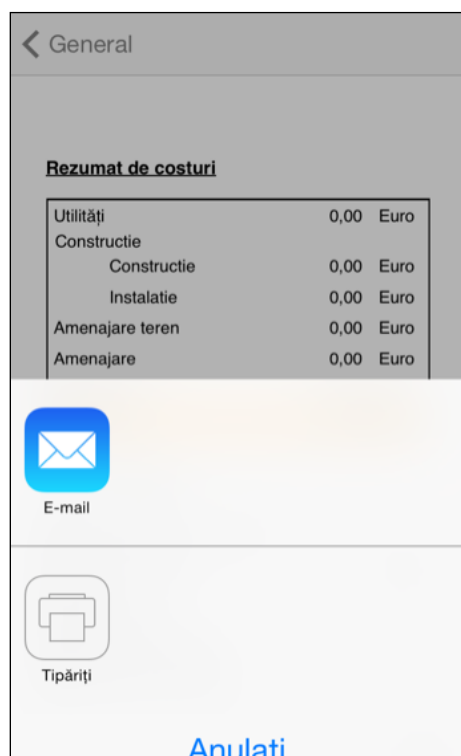 General
Rezumat de costuri
Utilități 0,00 Euro
Constructie
Constructie 0,00 Euro
Instalatie 0,00 Euro
Amenajare teren 0,00 Euro
Amenajare 0,00 Euro
E-mail
Tipăriți
Anulați